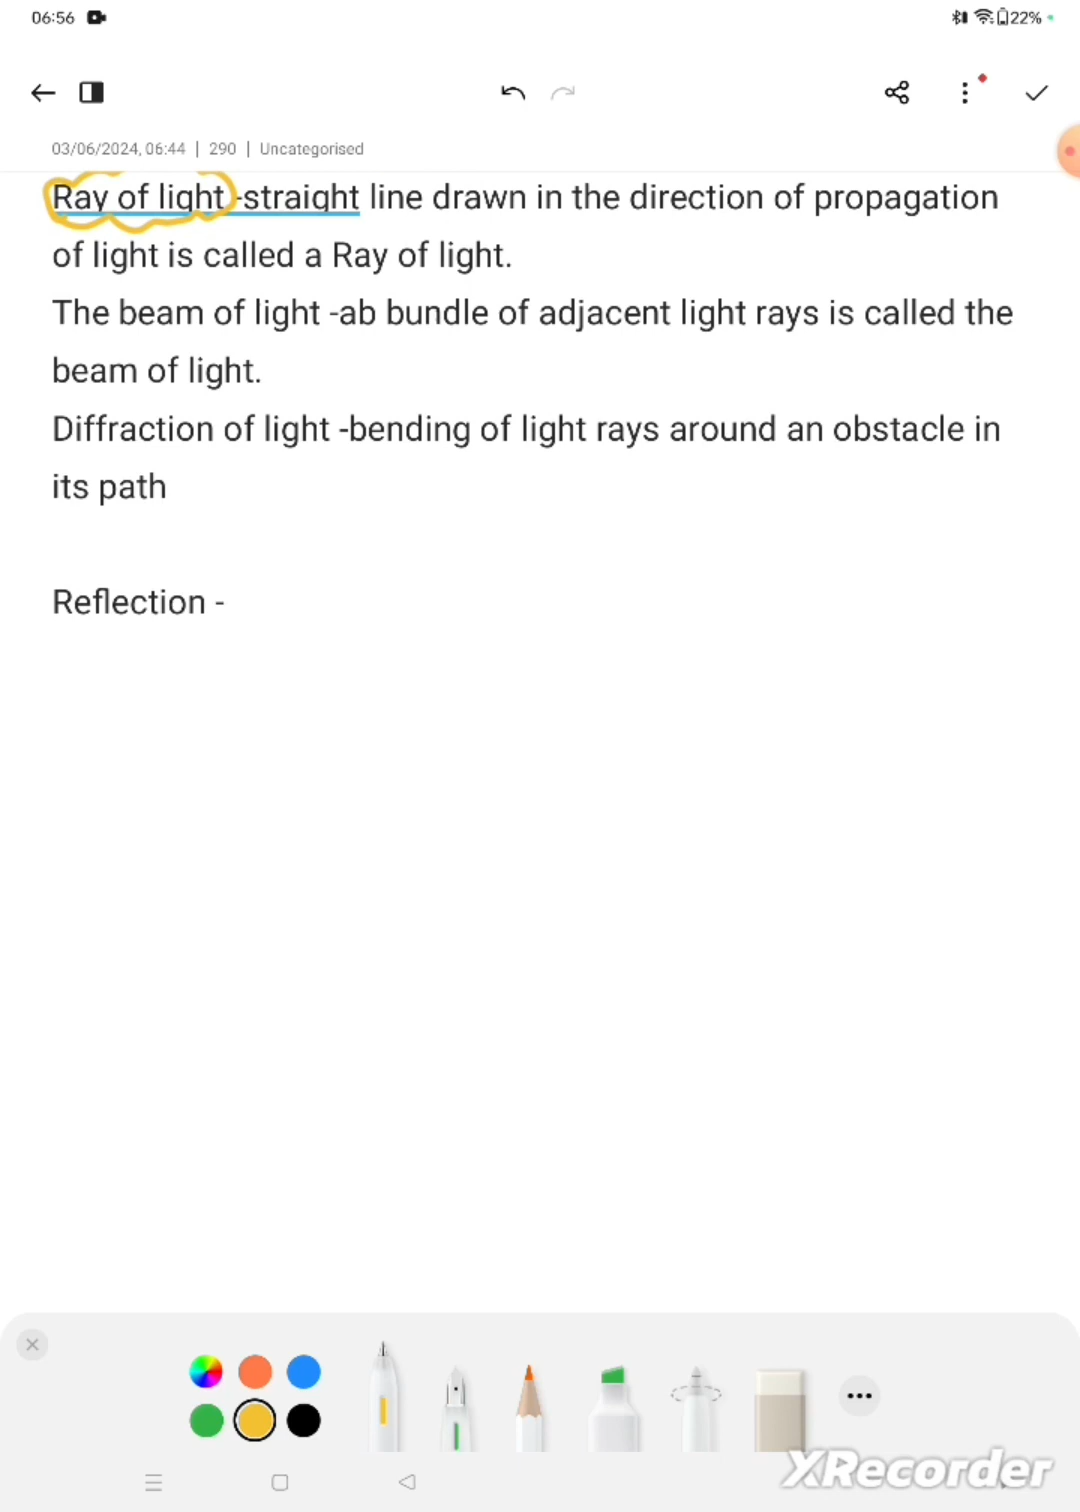 06:56
22%
03/06/2024, 06:44 | 290 | Uncategorised
Ray of light -straight line drawn in the direction of propagation
of light is called a Ray of light.
The beam of light -ab bundle of adjacent light rays is called the
beam of light.
Diffraction of light -bending of light rays around an obstacle in
its path
Reflection -
XRecorder